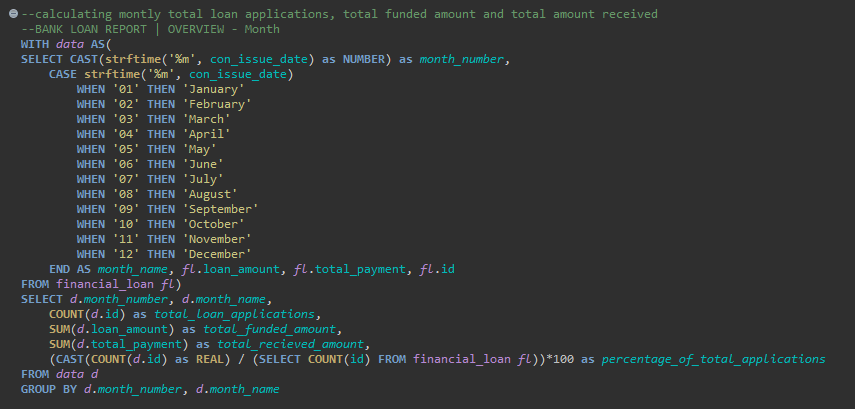 --calculating montly total loan applications, total funded amount and total amount received
--BANK LOAN REPORT | OVERVIEW - Month
WITH data AS(
SELECT CAST(strftime('%m', con_issue_date) as NUMBER) as month_number,
    CASE strftime('%m', con_issue_date)
        WHEN '01' THEN 'January'
        WHEN '02' THEN 'February'
        WHEN '03' THEN 'March'
        WHEN '04' THEN 'April'
        WHEN '05' THEN 'May'
        WHEN '06' THEN 'June'
        WHEN '07' THEN 'July'
        WHEN '08' THEN 'August'
        WHEN '09' THEN 'September'
        WHEN '10' THEN 'October'
        WHEN '11' THEN 'November'
        WHEN '12' THEN 'December'
    END AS month_name, fl.loan_amount, fl.total_payment, fl.id
FROM financial_loan fl)
SELECT d.month_number, d.month_name,
    COUNT(d.id) as total_loan_applications,
    SUM(d.loan_amount) as total_funded_amount,
    SUM(d.total_payment) as total_recieved_amount,
    (CAST(COUNT(d.id) as REAL) / (SELECT COUNT(id) FROM financial_loan fl))*100 as percentage_of_total_applications
FROM data d
GROUP BY d.month_number, d.month_name